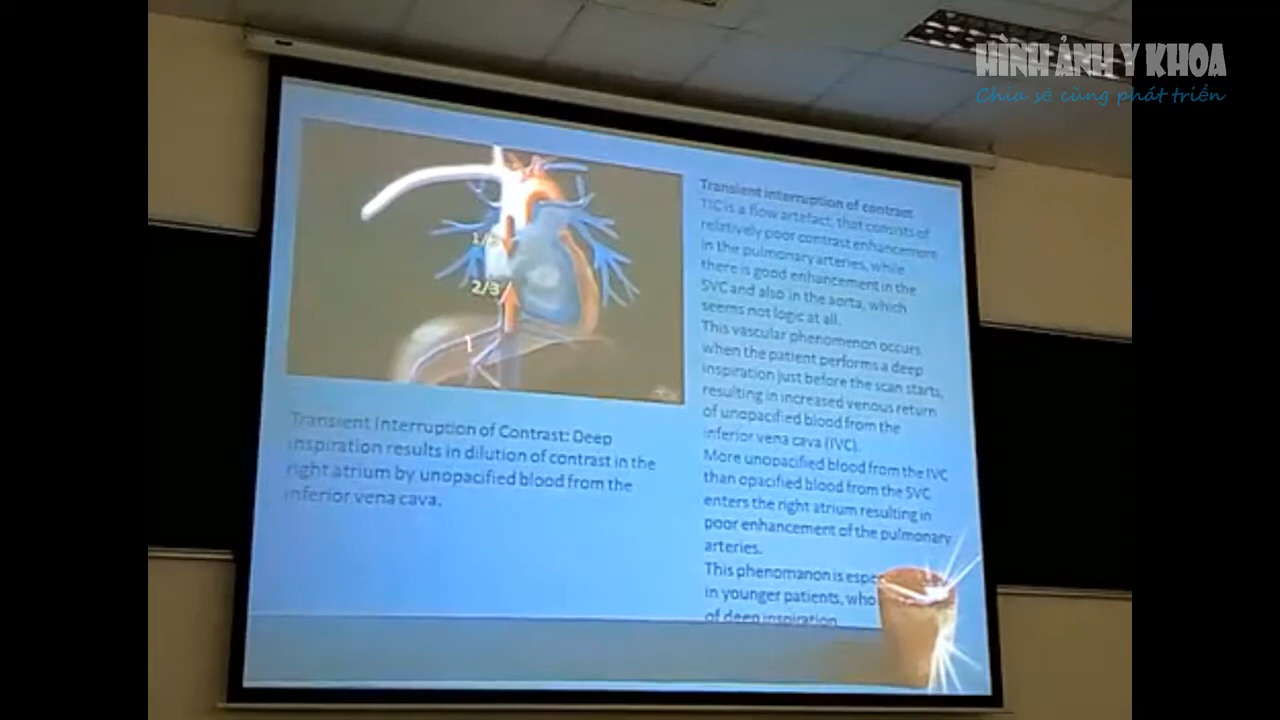 HÌNH ẢNH Y KHOA
Chia sẻ cùng phát triển
1/3
2/3
Transient Interruption of Contrast: Deep
inspiration results in dilution of contrast in the
right atrium by unopacified blood from the
inferior vena cava.
Transient interruption of contrast
TIC is a flow artefact, that consists of
relatively poor contrast enhancement
in the pulmonary arteries, while
there is good enhancement in the
SVC and also in the aorta, which
seems not logic at all.
This vascular phenomenon occurs
when the patient performs a deep
inspiration just before the scan starts,
resulting in increased venous return
of unopacified blood from the
inferior vena cava (IVC).
More unopacified blood from the IVC
than opacified blood from the SVC
enters the right atrium resulting in
poor enhancement of the pulmonary
arteries.
This phenomanon is espe
in younger patients, who
of deep inspiration